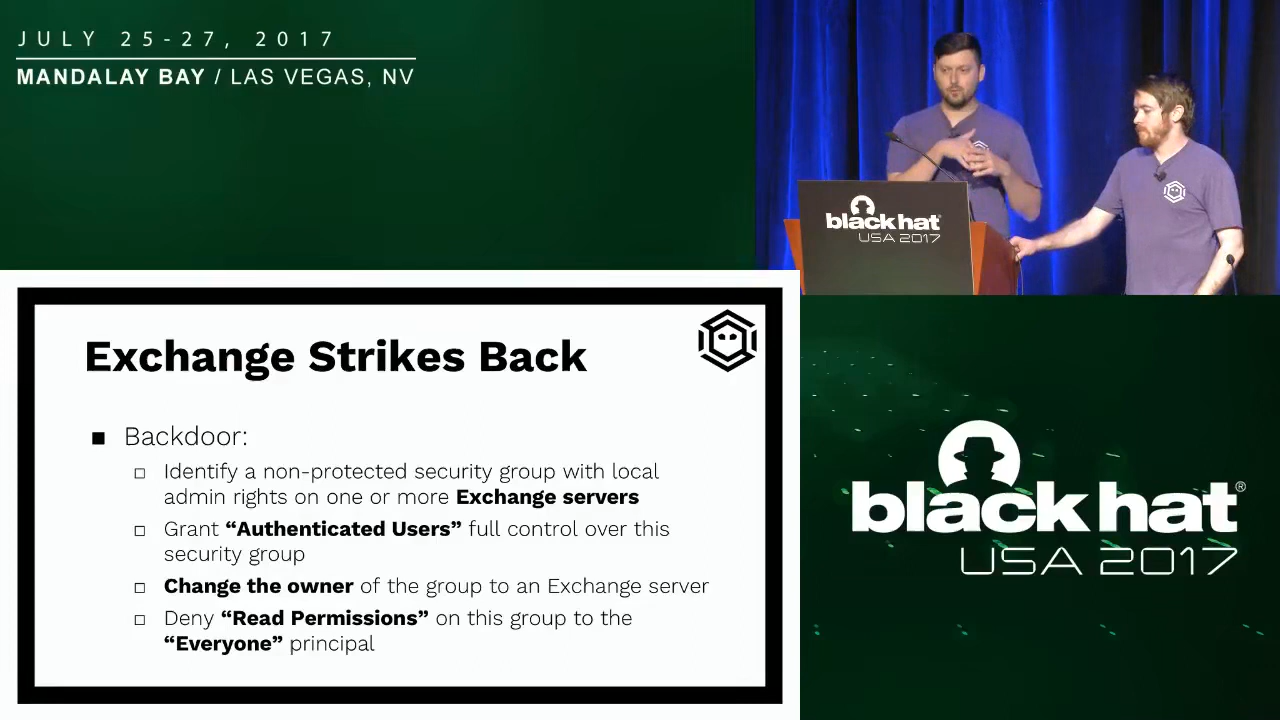 JULY 25-27, 2017
MANDALAY BAY / LAS VEGAS, NV
black hat
USA 2017
Exchange Strikes Back
■ Backdoor:
□ Identify a non-protected security group with local
admin rights on one or more Exchange servers
□ Grant “Authenticated Users” full control over this
security group
□ Change the owner of the group to an Exchange server
□ Deny “Read Permissions” on this group to the
“Everyone” principal
black hat®
USA 2017